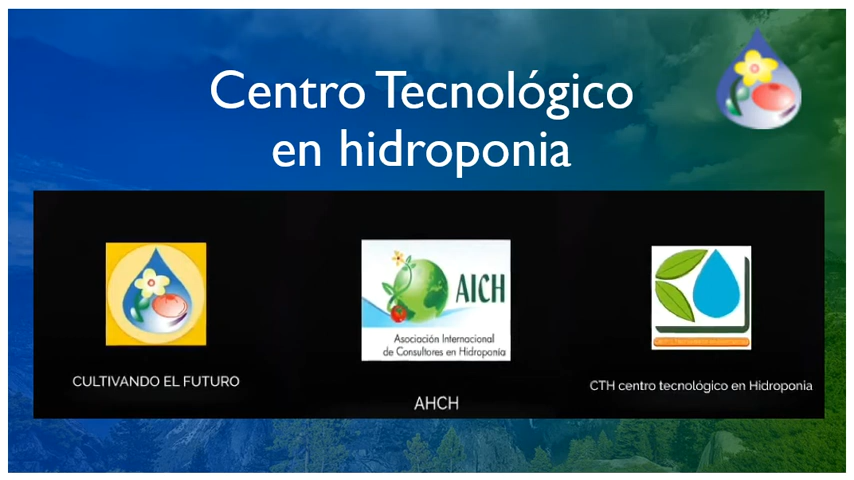 Centro Tecnológico
en hidroponia
AICH
Asociación Internacional
de Consultores en Hidroponía
CULTIVANDO EL FUTURO
AHCH
CTH centro tecnológico en Hidroponia